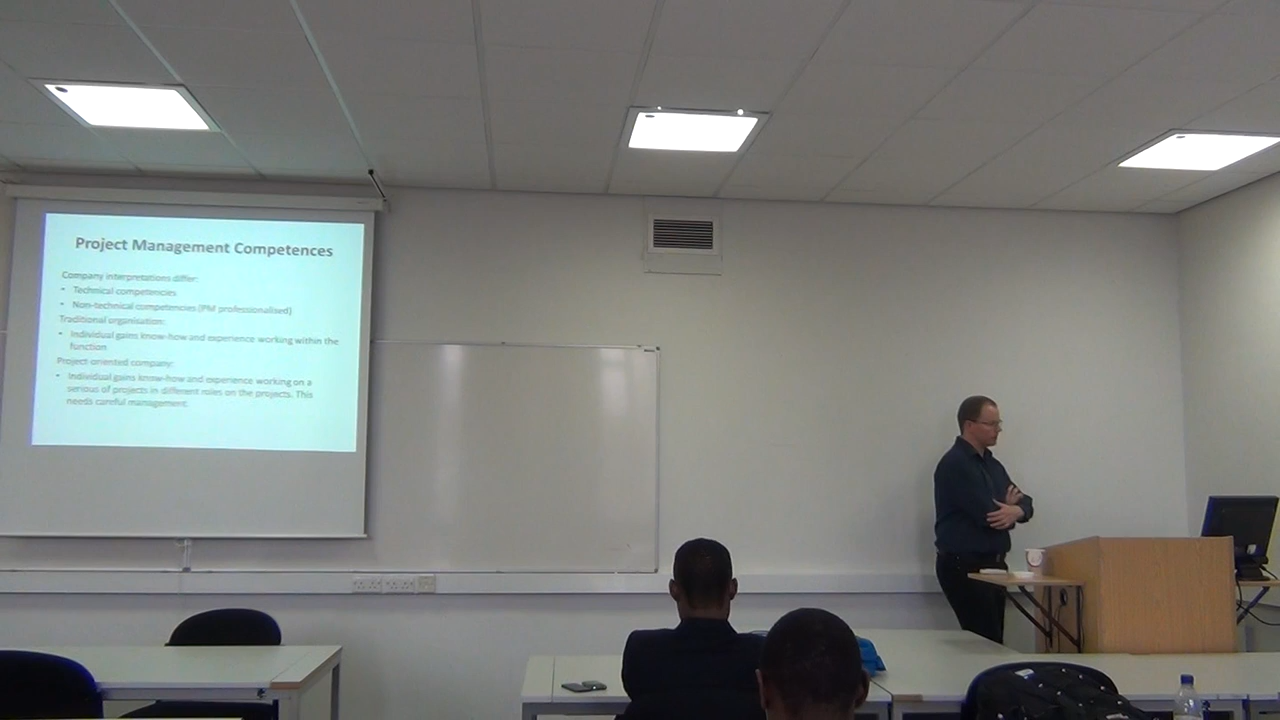 Project Management Competences
Company interpretations differ:
• Technical competencies
• Non-technical competencies (PM professionalised)
Traditional organisation:
• Individual gains know-how and experience working within the
function
Project oriented company:
• Individual gains know-how and experience working on a
serious of projects in different roles on the projects. This
needs careful management.